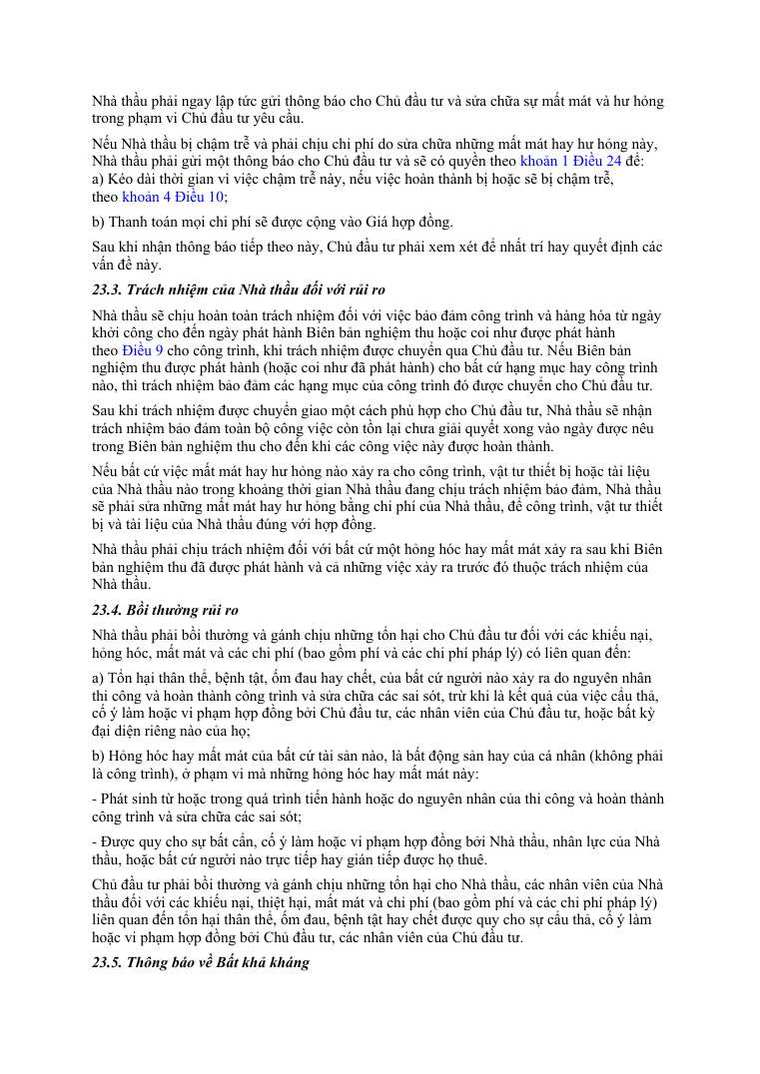 Nhà thầu phải ngay lập tức gửi thông báo cho Chủ đầu tư và sửa chữa sự mất mát và hư hỏng
trong phạm vi Chủ đầu tư yêu cầu.
Nếu Nhà thầu bị chậm trễ và phải chịu chi phí do sửa chữa những mất mát hay hư hỏng này,
Nhà thầu phải gửi một thông báo cho Chủ đầu tư và sẽ có quyền theo khoản 1 Điều 24 để:
a) Kéo dài thời gian vì việc chậm trễ này, nếu việc hoàn thành bị hoặc sẽ bị chậm trễ,
theo khoản 4 Điều 10;
b) Thanh toán mọi chi phí sẽ được cộng vào Giá hợp đồng.
Sau khi nhận thông báo tiếp theo này, Chủ đầu tư phải xem xét để nhất trí hay quyết định các
vấn đề này.
23.3. Trách nhiệm của Nhà thầu đối với rủi ro
Nhà thầu sẽ chịu hoàn toàn trách nhiệm đối với việc bảo đảm công trình và hàng hóa từ ngày
khởi công cho đến ngày phát hành Biên bản nghiệm thu hoặc coi như được phát hành
theo Điều 9 cho công trình, khi trách nhiệm được chuyển qua Chủ đầu tư. Nếu Biên bản
nghiệm thu được phát hành (hoặc coi như đã phát hành) cho bất cứ hạng mục hay công trình
nào, thì trách nhiệm bảo đảm các hạng mục của công trình đó được chuyển cho Chủ đầu tư.
Sau khi trách nhiệm được chuyển giao một cách phù hợp cho Chủ đầu tư, Nhà thầu sẽ nhận
trách nhiệm bảo đảm toàn bộ công việc còn tồn lại chưa giải quyết xong vào ngày được nêu
trong Biên bản nghiệm thu cho đến khi các công việc này được hoàn thành.
Nếu bất cứ việc mất mát hay hư hỏng nào xảy ra cho công trình, vật tư thiết bị hoặc tài liệu
của Nhà thầu nào trong khoảng thời gian Nhà thầu đang chịu trách nhiệm bảo đảm, Nhà thầu
sẽ phải sửa những mất mát hay hư hỏng bằng chi phí của Nhà thầu, để công trình, vật tư thiết
bị và tài liệu của Nhà thầu đúng với hợp đồng.
Nhà thầu phải chịu trách nhiệm đối với bất cứ một hỏng hóc hay mất mát xảy ra sau khi Biên
bản nghiệm thu đã được phát hành và cả những việc xảy ra trước đó thuộc trách nhiệm của
Nhà thầu.
23.4. Bồi thường rủi ro
Nhà thầu phải bồi thường và gánh chịu những tổn hại cho Chủ đầu tư đối với các khiếu nại,
hỏng hóc, mất mát và các chi phí (bao gồm phí và các chi phí pháp lý) có liên quan đến:
a) Tổn hại thân thể, bệnh tật, ốm đau hay chết, của bất cứ người nào xảy ra do nguyên nhân
thi công và hoàn thành công trình và sửa chữa các sai sót, trừ khi là kết quả của việc cẩu thả,
cố ý làm hoặc vi phạm hợp đồng bởi Chủ đầu tư, các nhân viên của Chủ đầu tư, hoặc bất kỳ
đại diện riêng nào của họ;
b) Hỏng hóc hay mất mát của bất cứ tài sản nào, là bất động sản hay của cá nhân (không phải
là công trình), ở phạm vi mà những hỏng hóc hay mất mát này:
- Phát sinh từ hoặc trong quá trình tiến hành hoặc do nguyên nhân của thi công và hoàn thành
công trình và sửa chữa các sai sót;
- Được quy cho sự bất cẩn, cố ý làm hoặc vi phạm hợp đồng bởi Nhà thầu, nhân lực của Nhà
thầu, hoặc bất cứ người nào trực tiếp hay gián tiếp được họ thuê.
Chủ đầu tư phải bồi thường và gánh chịu những tổn hại cho Nhà thầu, các nhân viên của Nhà
thầu đối với các khiếu nại, thiệt hại, mất mát và chi phí (bao gồm phí và các chi phí pháp lý)
liên quan đến tổn hại thân thể, ốm đau, bệnh tật hay chết được quy cho sự cẩu thả, cố ý làm
hoặc vi phạm hợp đồng bởi Chủ đầu tư, các nhân viên của Chủ đầu tư.
23.5. Thông báo về Bất khả kháng